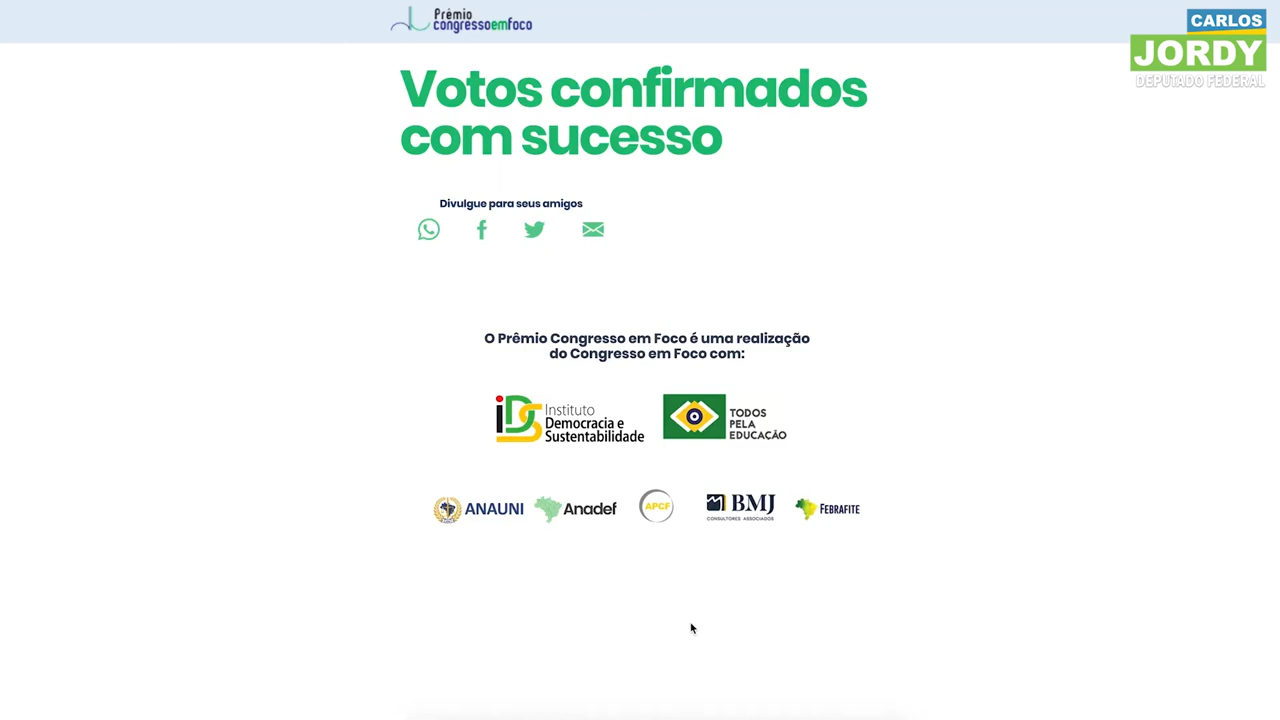 Prêmio
congressoemfoco
CARLOS
JORDY
DEPUTADO FEDERAL
Votos confirmados
com sucesso
Divulgue para seus amigos
O Prêmio Congresso em Foco é uma realização
do Congresso em Foco com:
iDS Instituto
Democracia e
Sustentabilidade
TODOS
PELA
EDUCAÇÃO
ANAUNI
Anadef
APCF
BMJ
CONSULTORES ASSOCIADOS
FEBRAFITE